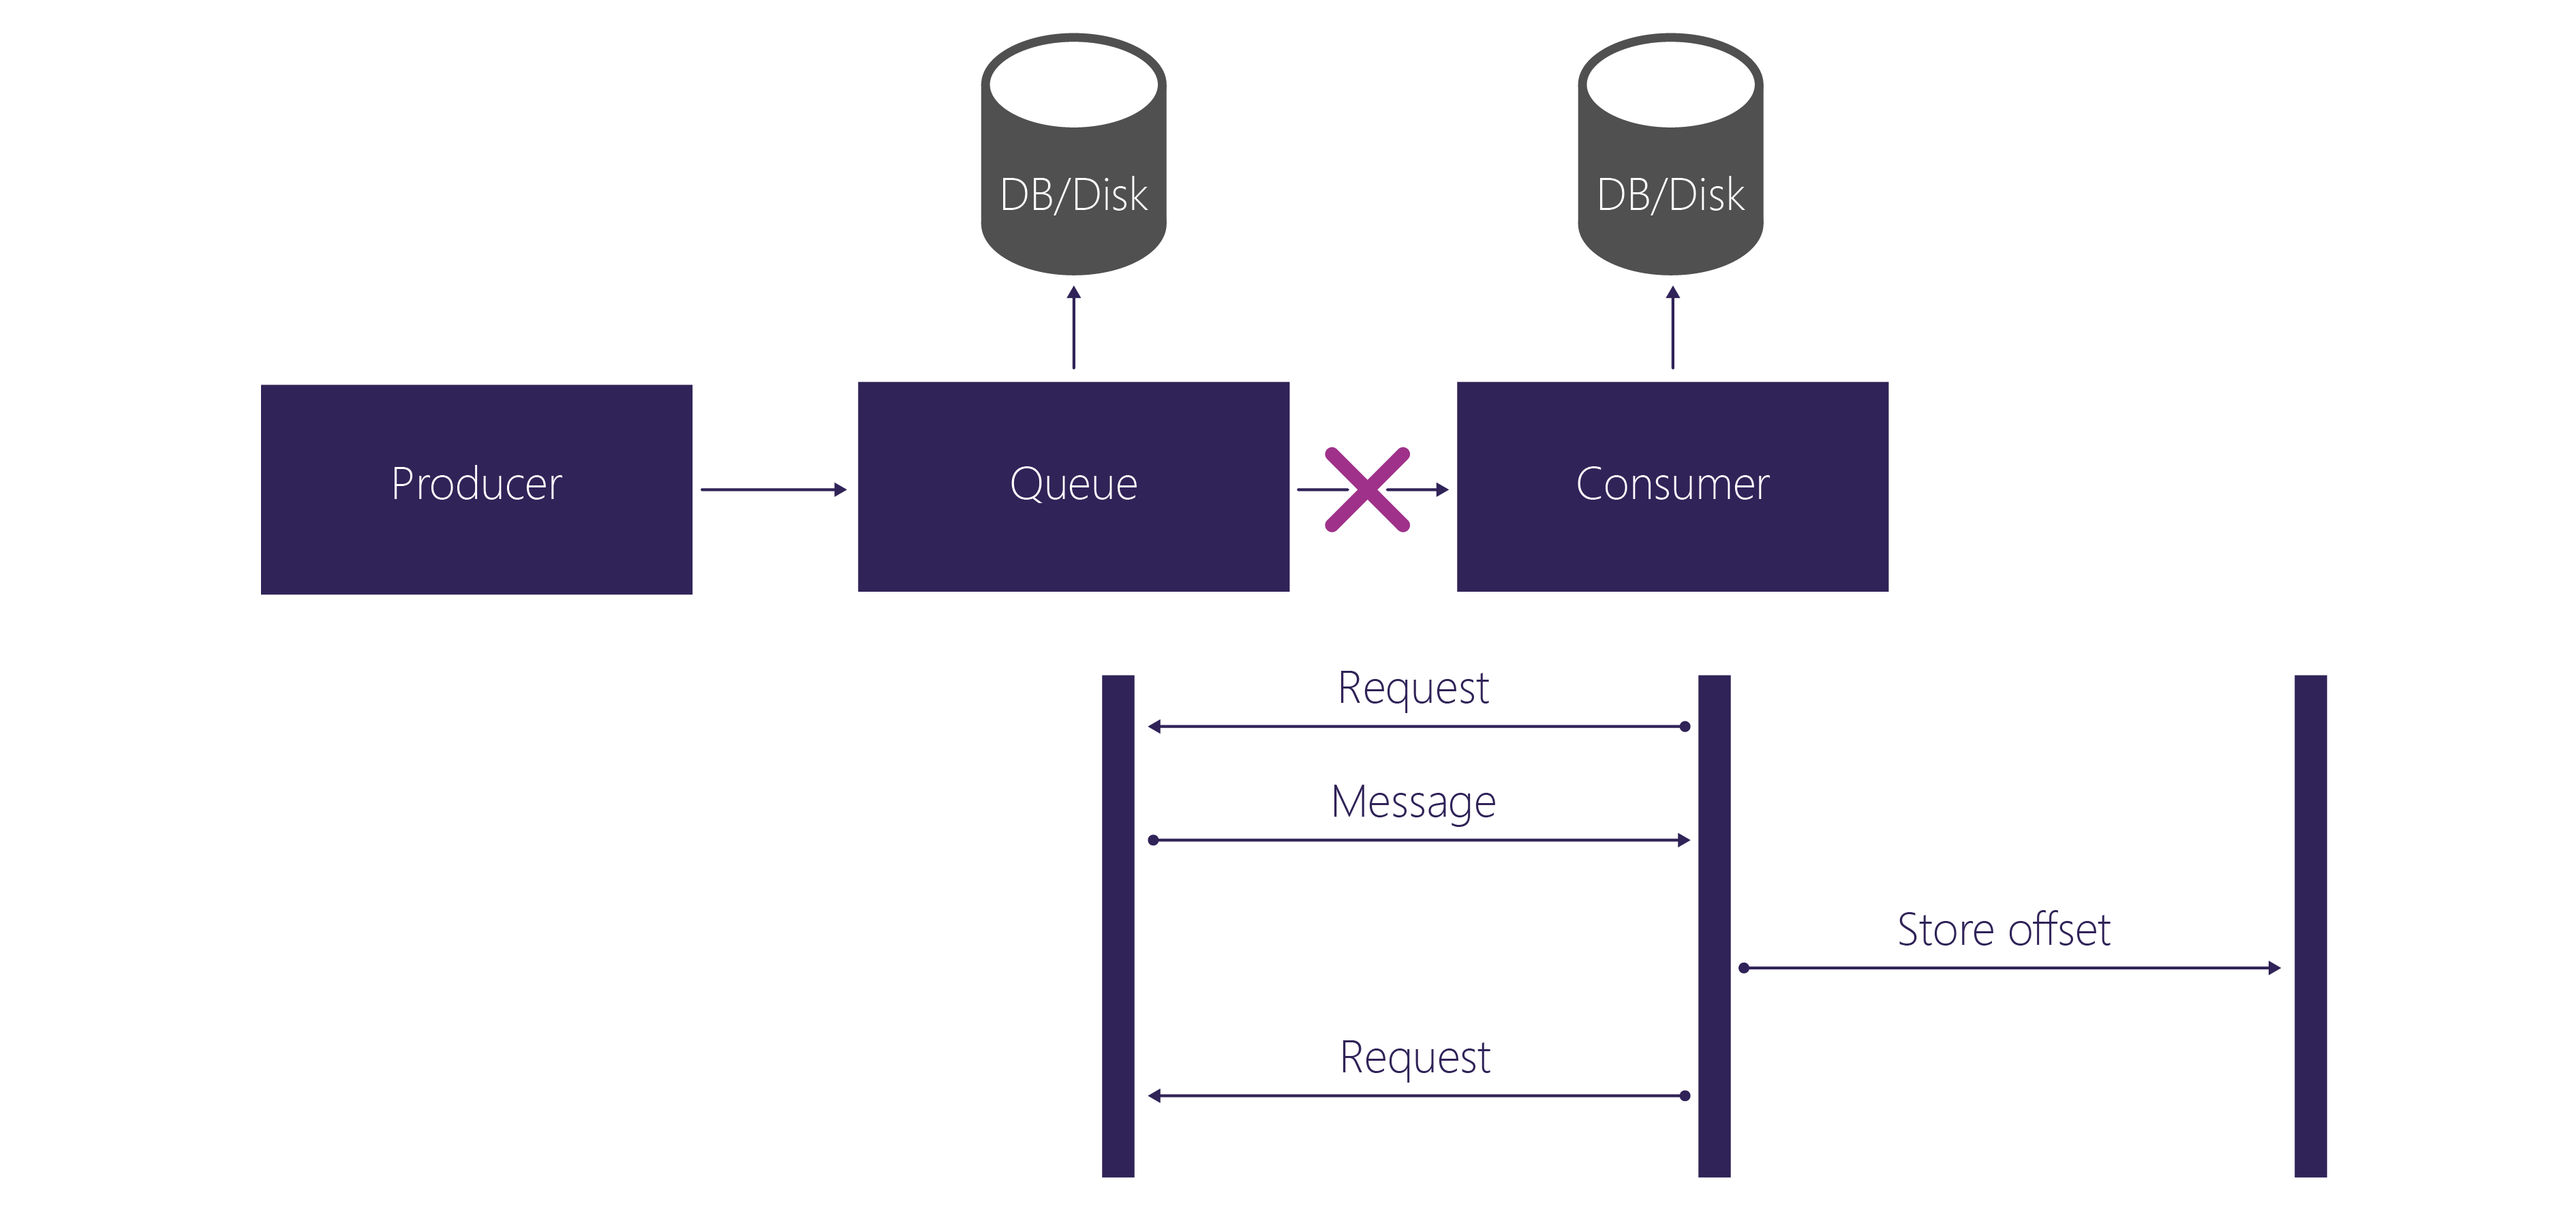 DB/Disk
DB/Disk
Producer
Queue
Consumer
Request
Message
Store offset
Request